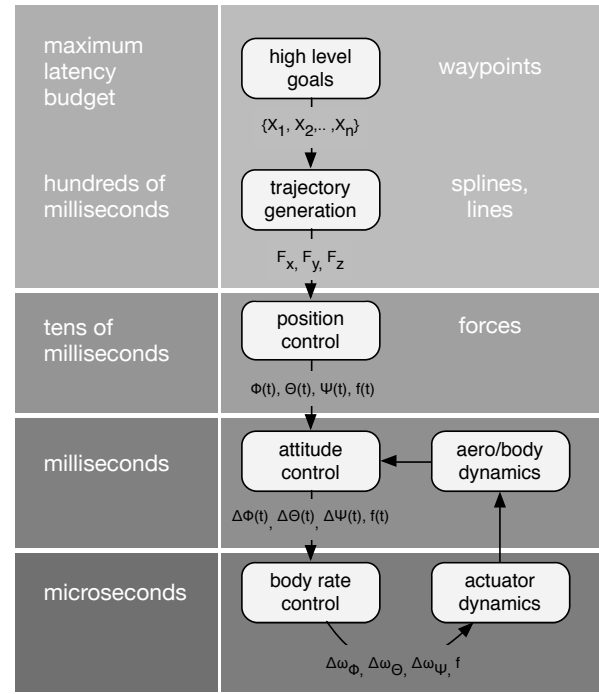 maximum
latency
budget
high level
goals
waypoints
{X1, X2,.. ,Xn}
hundreds of
milliseconds
trajectory
generation
splines,
lines
Fx, Fy, Fz
tens of
milliseconds
position
control
forces
Φ(t), Θ(t), Ψ(t), f(t)
milliseconds
attitude
control
aero/body
dynamics
ΔΦ(t), ΔΘ(t), ΔΨ(t), f(t)
microseconds
body rate
control
actuator
dynamics
ΔωΦ, ΔωΘ, ΔωΨ, f